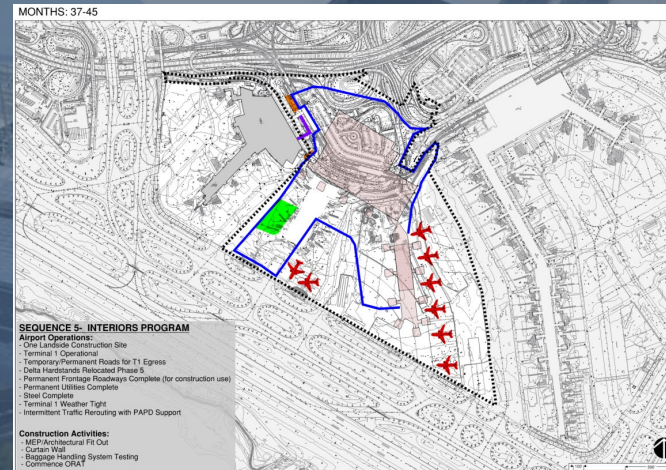 MONTHS: 37-45
SEQUENCE 5- INTERIORS PROGRAM
Airport Operations:
- One Landside Construction Site
- Terminal 1 Operational
- Temporary/Permanent Roads for T1 Egress
- Delta Hardstands Relocated Phase 5
- Permanent Frontage Roadways Complete (for construction use)
- Permanent Utilities Complete
- Steel Complete
- Terminal 1 Weather Tight
- Intermittent Traffic Rerouting with PAPD Support
Construction Activities:
- MEP/Architectural Fit Out
- Curtain Wall
- Baggage Handling System Testing
- Commence ORAT